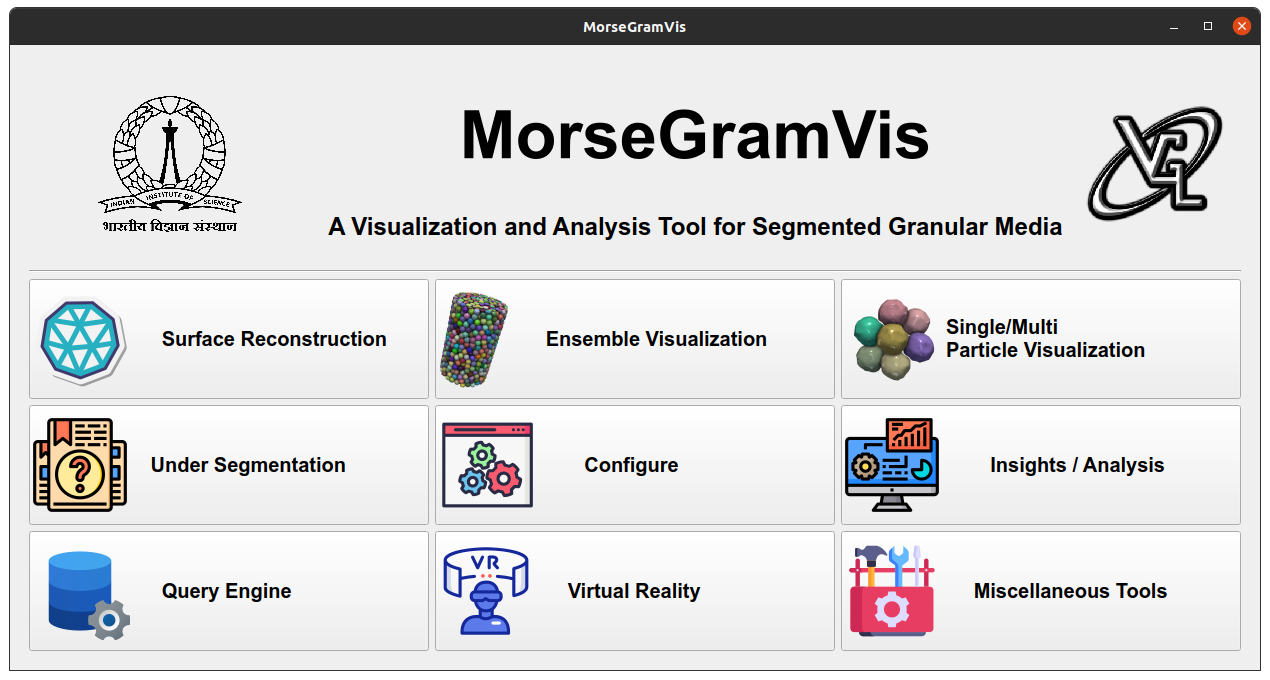 MorseGramVis
MorseGramVis
INDIAN INSTITUTE OF SCIENCE
भारतीय विज्ञान संस्थान
VGL
A Visualization and Analysis Tool for Segmented Granular Media
Surface Reconstruction
Ensemble Visualization
Single/Multi
Particle Visualization
Under Segmentation
?
Configure
Insights / Analysis
Query Engine
VR
Virtual Reality
Miscellaneous Tools